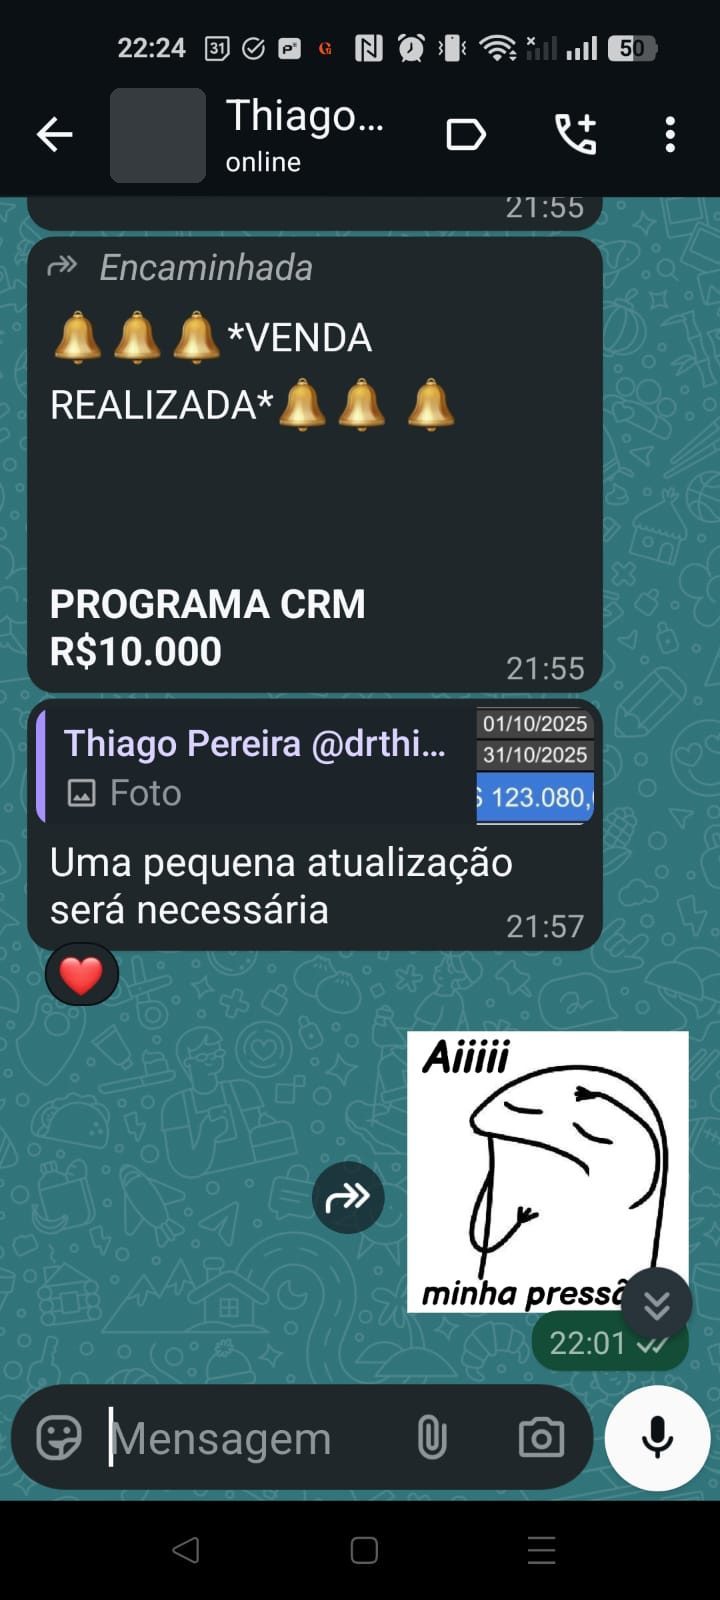 22:24
31
P
50
Thiago...
online
21:55
Encaminhada
*VENDA
REALIZADA*
PROGRAMA CRM
R$10.000
21:55
Thiago Pereira @drthi...
01/10/2025
31/10/2025
Foto
$ 123.080,
Uma pequena atualização
será necessária
21:57
Aiiiii
minha pressã
22:01
Mensagem